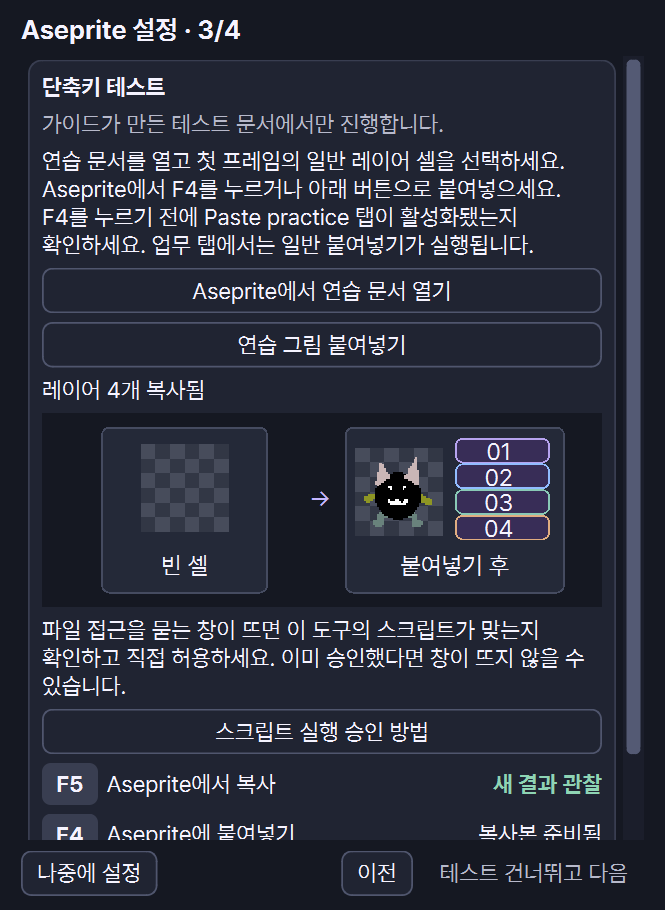 Aseprite 설정 · 3/4
단축키 테스트
가이드가 만든 테스트 문서에서만 진행합니다.
연습 문서를 열고 첫 프레임의 일반 레이어 셀을 선택하세요.
Aseprite에서 F4를 누르거나 아래 버튼으로 붙여넣으세요.
F4를 누르기 전에 Paste practice 탭이 활성화됐는지
확인하세요. 업무 탭에서는 일반 붙여넣기가 실행됩니다.
Aseprite에서 연습 문서 열기
연습 그림 붙여넣기
레이어 4개 복사됨
→
01
02
03
04
빈 셀
붙여넣기 후
파일 접근을 묻는 창이 뜨면 이 도구의 스크립트가 맞는지
확인하고 직접 허용하세요. 이미 승인했다면 창이 뜨지 않을 수
있습니다.
스크립트 실행 승인 방법
F5 Aseprite에서 복사 새 결과 관찰
F4 Aseprite에 붙여넣기 복사본 준비됨
나중에 설정 이전 테스트 건너뛰고 다음